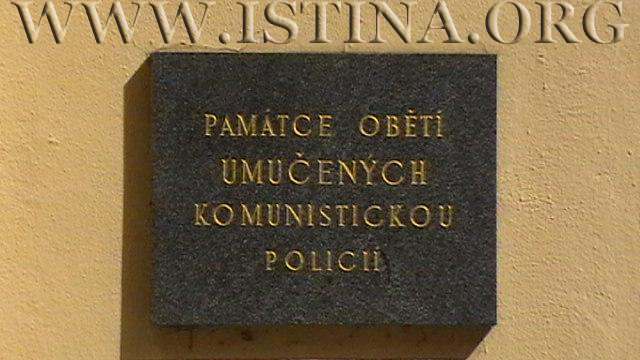 WWW.ISTINA.ORG
PAMÁTCE OBĚTÍ
UMUČENÝCH
KOMUNISTICKOU
POLICIÍ